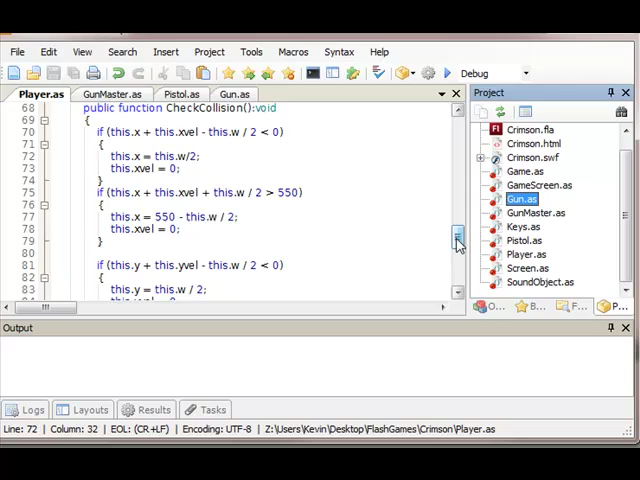 File Edit View Search Insert Project Tools Macros Syntax Help
Debug
Player.as GunMaster.as Pistol.as Gun.as
68 public function CheckCollision():void
69 {
70 if (this.x + this.xvel - this.w / 2 < 0)
71 {
72 this.x = this.w/2;
73 this.xvel = 0;
74 }
75 if (this.x + this.xvel + this.w / 2 > 550)
76 {
77 this.x = 550 - this.w / 2;
78 this.xvel = 0;
79 }
80
81 if (this.y + this.yvel - this.w / 2 < 0)
82 {
83 this.y = this.w / 2;
Project
Crimson.fla
Crimson.html
Crimson.swf
Game.as
GameScreen.as
Gun.as
GunMaster.as
Keys.as
Pistol.as
Player.as
Screen.as
SoundObject.as
O... B... F... P...
Output
Logs Layouts Results Tasks
Line: 72 Column: 32 EOL: (CR+LF) Encoding: UTF-8 Z:\Users\Kevin\Desktop\FlashGames\Crimson\Player.as